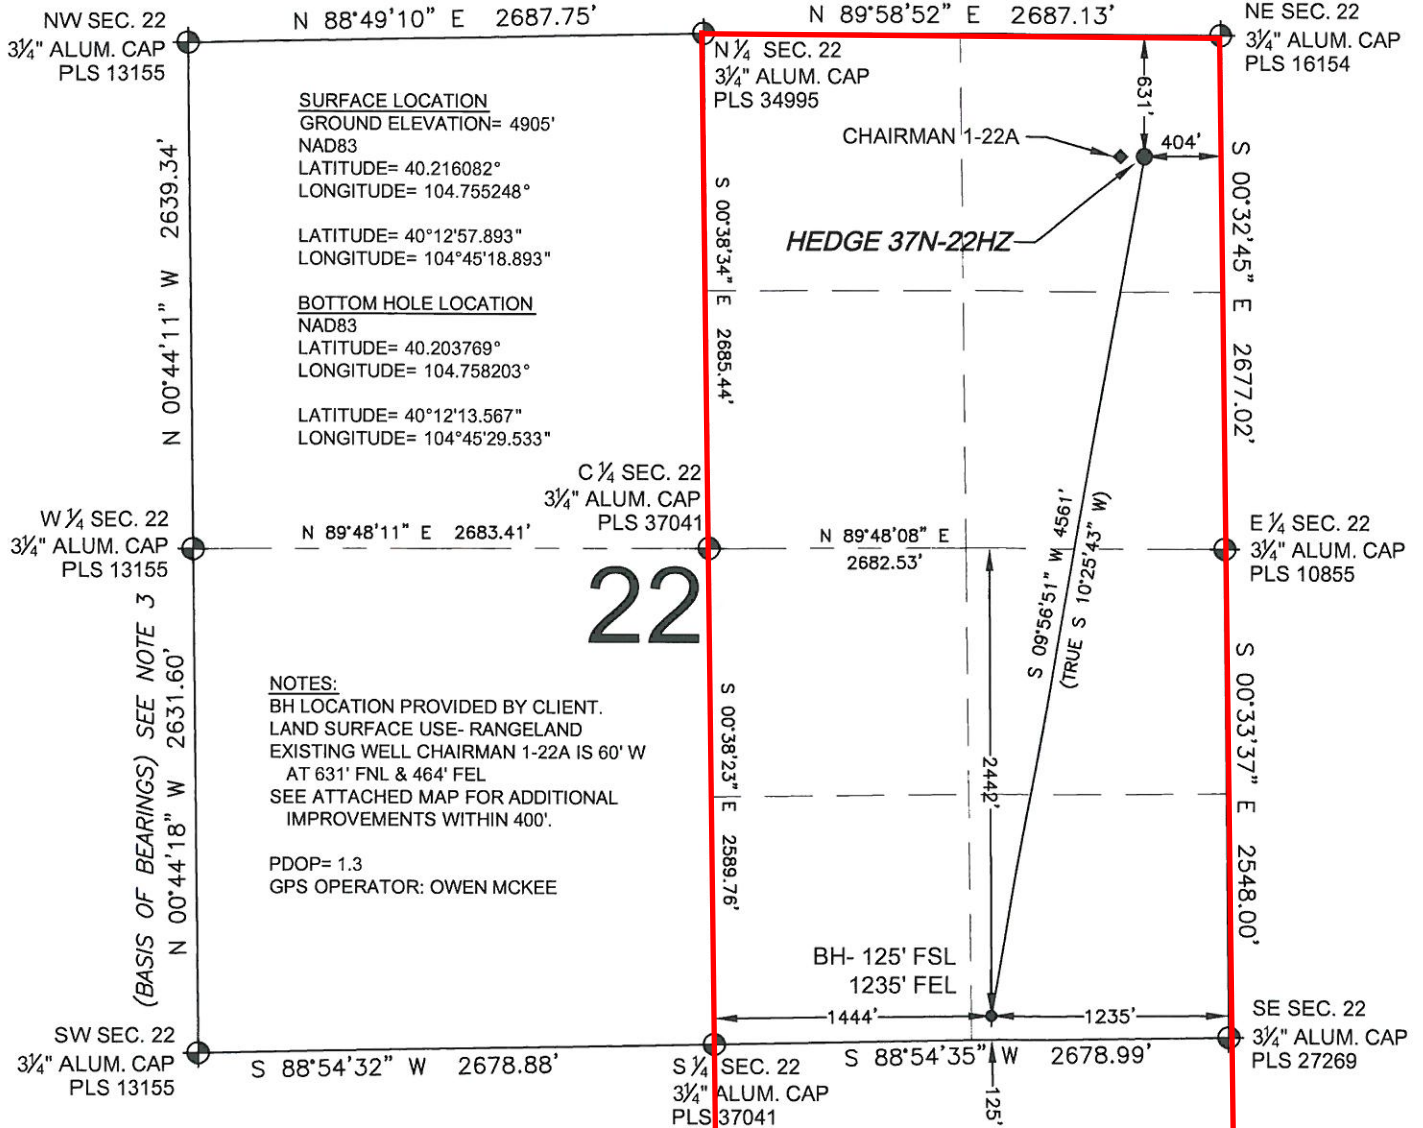 NW SEC. 22
3¼" ALUM. CAP
PLS 13155
N 88°49'10" E 2687.75'
N 89°58'52" E 2687.13'
NE SEC. 22
3¼" ALUM. CAP
PLS 16154
N ¼ SEC. 22
3¼" ALUM. CAP
PLS 34995
SURFACE LOCATION
GROUND ELEVATION= 4905'
NAD83
LATITUDE= 40.216082°
LONGITUDE= 104.755248°
LATITUDE= 40°12'57.893"
LONGITUDE= 104°45'18.893"
BOTTOM HOLE LOCATION
NAD83
LATITUDE= 40.203769°
LONGITUDE= 104.758203°
LATITUDE= 40°12'13.567"
LONGITUDE= 104°45'29.533"
631'
CHAIRMAN 1-22A
404'
HEDGE 37N-22HZ
N 00°44'11" W 2639.34'
S 00°38'34" E 2685.44'
S 00°32'45" E 2677.02'
C ¼ SEC. 22
3¼" ALUM. CAP
PLS 37041
W ¼ SEC. 22
3¼" ALUM. CAP
PLS 13155
N 89°48'11" E 2683.41'
N 89°48'08" E
2682.53'
E ¼ SEC. 22
3¼" ALUM. CAP
PLS 10855
22
S 09°56'51" W 4561'
(TRUE S 10°25'43" W)
(BASIS OF BEARINGS) SEE NOTE 3
N 00°44'18" W 2631.60'
NOTES:
BH LOCATION PROVIDED BY CLIENT.
LAND SURFACE USE- RANGELAND
EXISTING WELL CHAIRMAN 1-22A IS 60' W
AT 631' FNL & 464' FEL
SEE ATTACHED MAP FOR ADDITIONAL
IMPROVEMENTS WITHIN 400'.
PDOP= 1.3
GPS OPERATOR: OWEN MCKEE
S 00°38'23" E 2589.76'
2442'
S 00°33'37" E 2548.00'
BH- 125' FSL
1235' FEL
1444'
1235'
SW SEC. 22
3¼" ALUM. CAP
PLS 13155
S 88°54'32" W 2678.88'
S ¼ SEC. 22
3¼" ALUM. CAP
PLS 37041
S 88°54'35" W 2678.99'
125'
SE SEC. 22
3¼" ALUM. CAP
PLS 27269